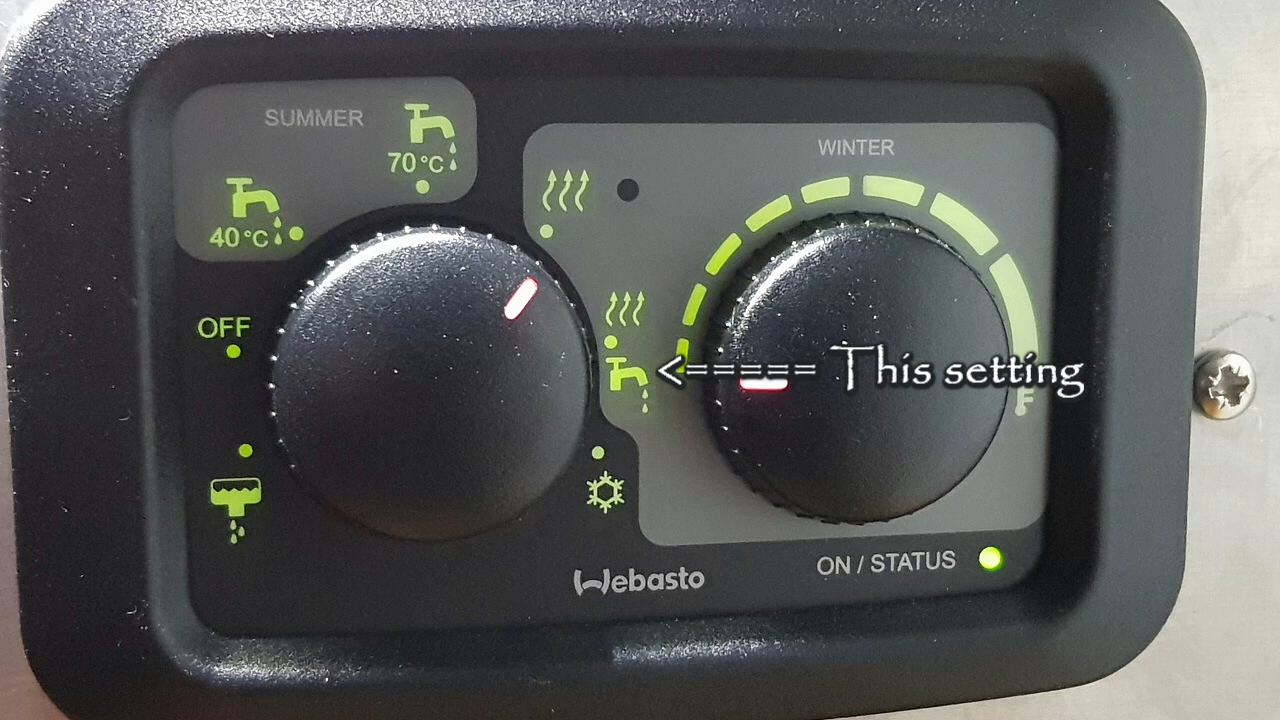 SUMMER
70°C
40°C
OFF
WINTER
<===== This setting
ON / STATUS
Webasto